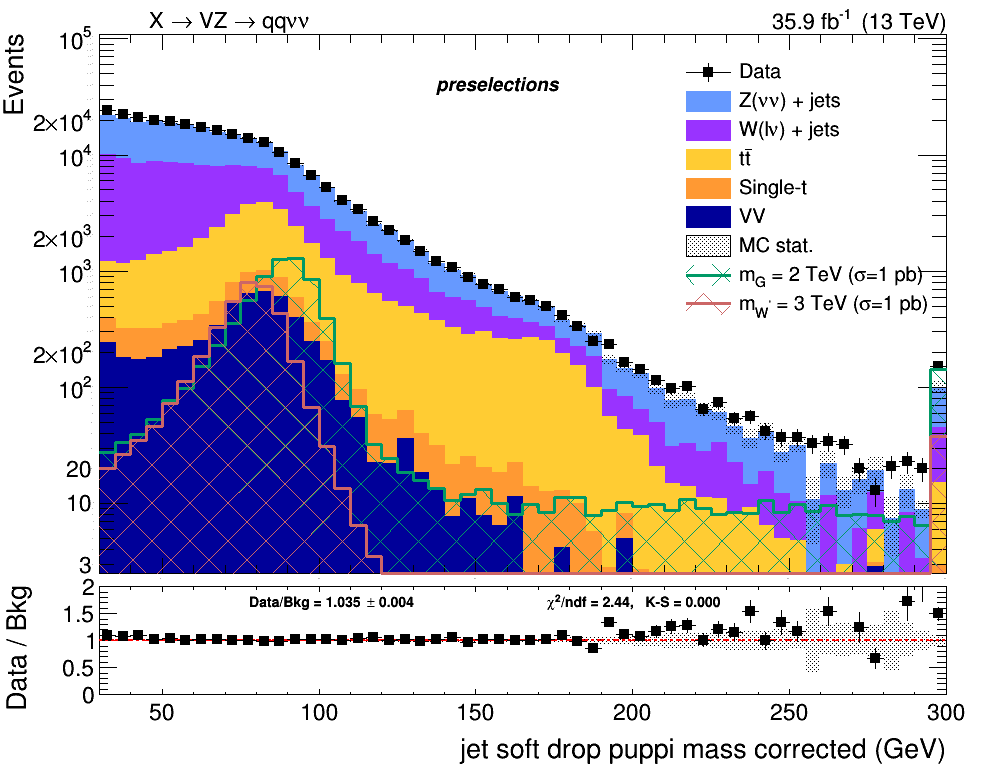 X → VZ → qqνν
35.9 fb⁻¹ (13 TeV)
Events
10⁵
2×10⁴
10⁴
2×10³
10³
2×10²
10²
20
10
3
preselections
Data
Z(νν) + jets
W(lν) + jets
tt̄
Single-t
VV
MC stat.
m_G = 2 TeV (σ=1 pb)
m_W' = 3 TeV (σ=1 pb)
Data / Bkg
2
1.5
1
0.5
0
Data/Bkg = 1.035 ± 0.004
χ²/ndf = 2.44, K-S = 0.000
50
100
150
200
250
300
jet soft drop puppi mass corrected (GeV)